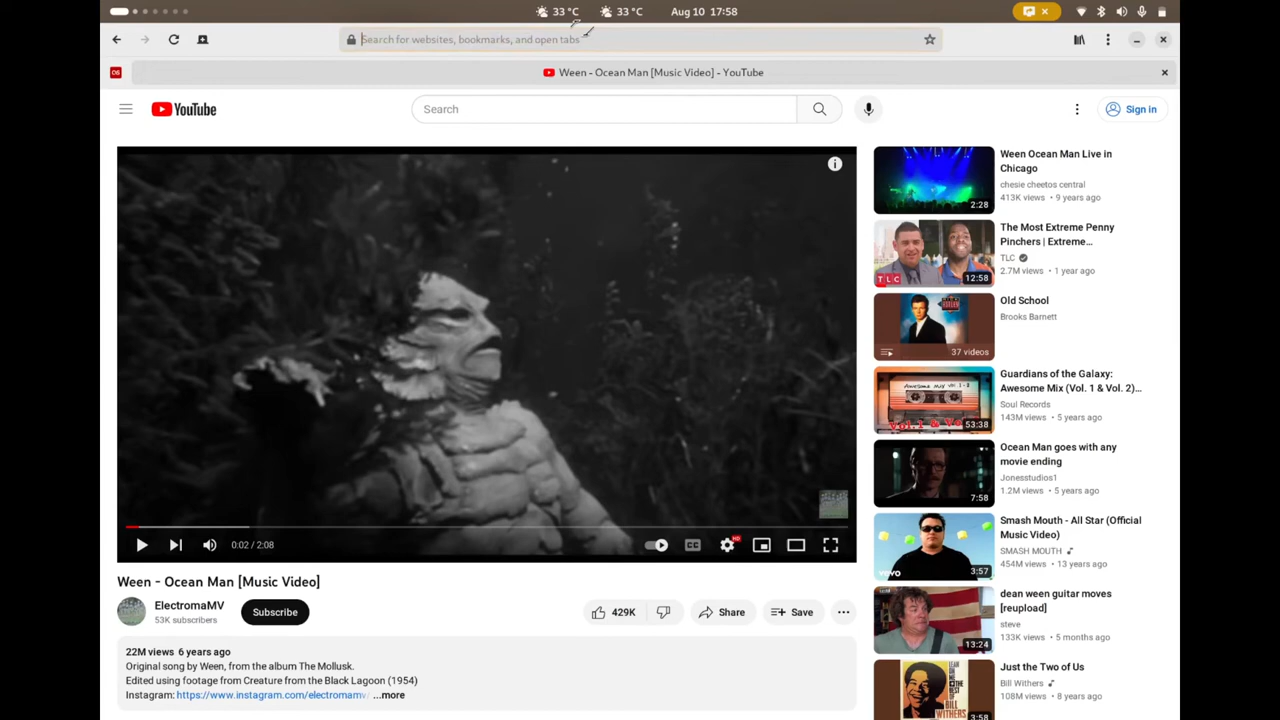 33 °C 33 °C Aug 10 17:58
Search for websites, bookmarks, and open tabs
Ween - Ocean Man [Music Video] - YouTube
YouTube
Search
Sign in
Ween Ocean Man Live in
Chicago
chesie cheetos central
413K views • 9 years ago
2:28
The Most Extreme Penny
Pinchers | Extreme...
TLC
2.7M views • 1 year ago
TLC
12:58
Old School
Brooks Barnett
37 videos
Guardians of the Galaxy:
Awesome Mix (Vol. 1 & Vol. 2)...
Soul Records
143M views • 5 years ago
53:38
Ocean Man goes with any
movie ending
Jonesstudios1
1.2M views • 5 years ago
7:58
Smash Mouth - All Star (Official
Music Video)
SMASH MOUTH
454M views • 13 years ago
vevo
3:57
dean ween guitar moves
[reupload]
steve
133K views • 5 months ago
13:24
Just the Two of Us
Bill Withers
108M views • 8 years ago
3:58
0:02 / 2:08
CC
HD
Ween - Ocean Man [Music Video]
ElectromaMV
53K subscribers
Subscribe
429K
Share
Save
22M views 6 years ago
Original song by Ween, from the album The Mollusk.
Edited using footage from Creature from the Black Lagoon (1954)
Instagram: https://www.instagram.com/electromamv ...more